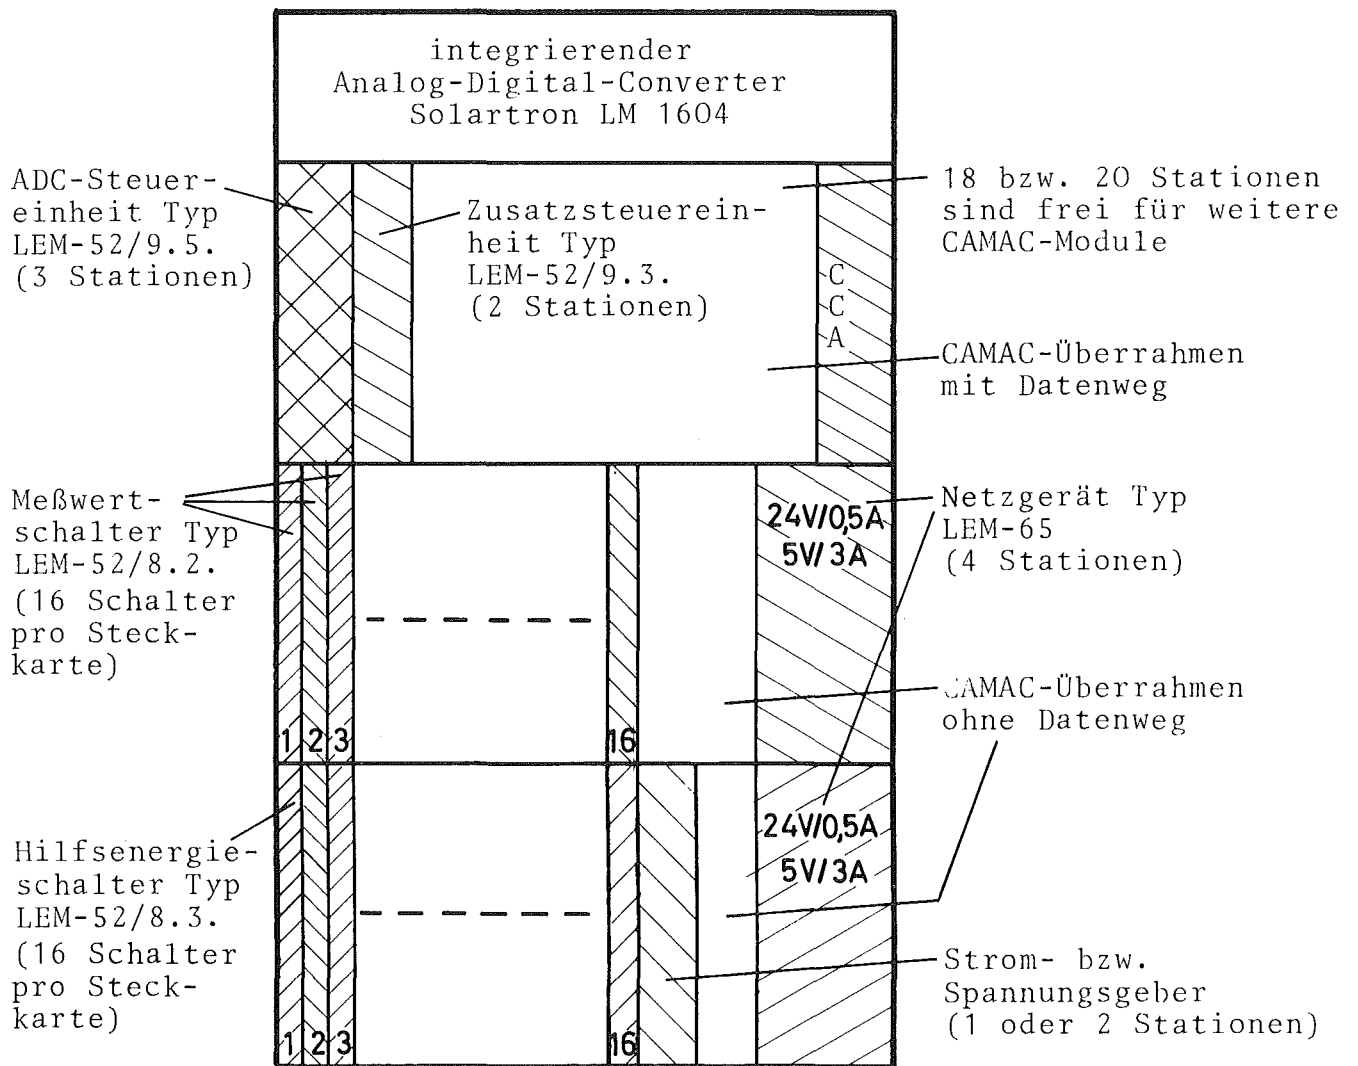 integrierender
Analog-Digital-Converter
Solartron LM 1604
ADC-Steuer-
einheit Typ
LEM-52/9.5.
(3 Stationen)
Zusatzsteuerein-
heit Typ
LEM-52/9.3.
(2 Stationen)
C
C
A
18 bzw. 20 Stationen
sind frei für weitere
CAMAC-Module
CAMAC-Überrahmen
mit Datenweg
Meßwert-
schalter Typ
LEM-52/8.2.
(16 Schalter
pro Steck-
karte)
1 2 3 16
24V/0,5A
5V/3A
Netzgerät Typ
LEM-65
(4 Stationen)
CAMAC-Überrahmen
ohne Datenweg
Hilfsenergie-
schalter Typ
LEM-52/8.3.
(16 Schalter
pro Steck-
karte)
1 2 3 16
24V/0,5A
5V/3A
Strom- bzw.
Spannungsgeber
(1 oder 2 Stationen)